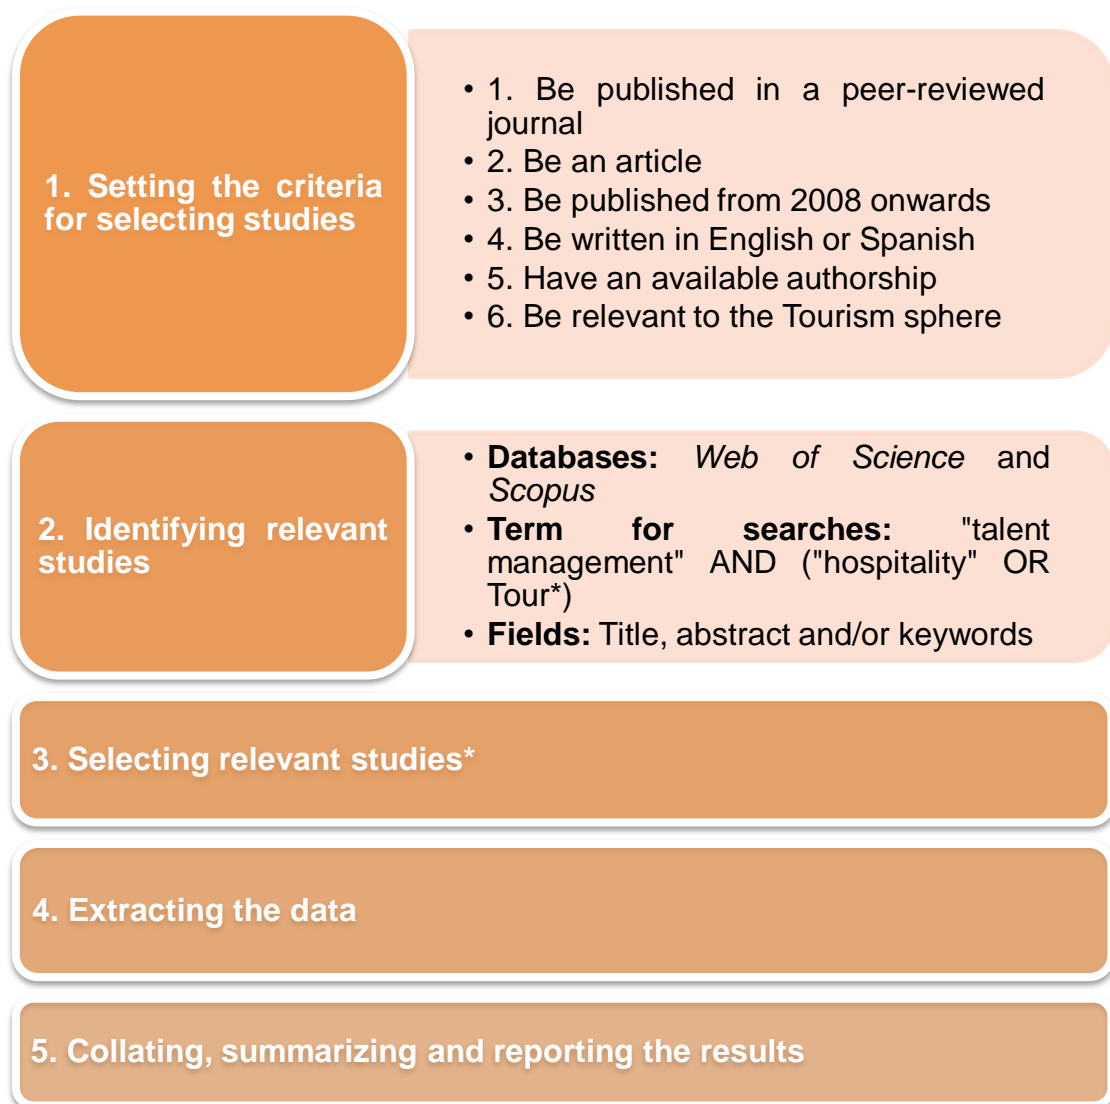 1. Setting the criteria
for selecting studies
• 1. Be published in a peer-reviewed
journal
• 2. Be an article
• 3. Be published from 2008 onwards
• 4. Be written in English or Spanish
• 5. Have an available authorship
• 6. Be relevant to the Tourism sphere
2. Identifying relevant
studies
• Databases: Web of Science and
Scopus
• Term for searches: "talent
management" AND ("hospitality" OR
Tour*)
• Fields: Title, abstract and/or keywords
3. Selecting relevant studies*
4. Extracting the data
5. Collating, summarizing and reporting the results